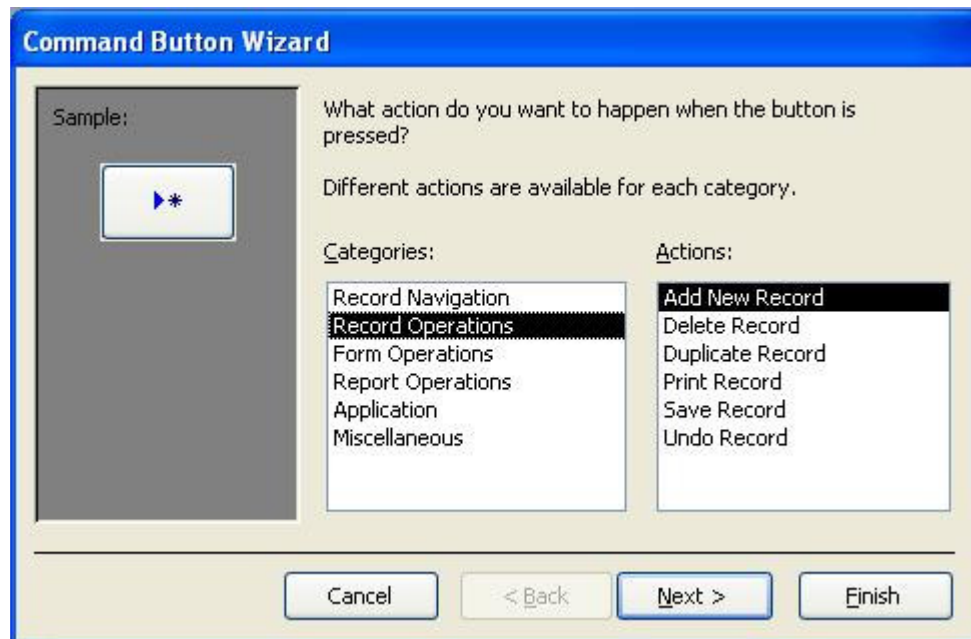 Command Button Wizard
Sample:
What action do you want to happen when the button is
pressed?
Different actions are available for each category.
Categories:
Record Navigation
Record Operations
Form Operations
Report Operations
Application
Miscellaneous
Actions:
Add New Record
Delete Record
Duplicate Record
Print Record
Save Record
Undo Record
Cancel
< Back
Next >
Finish